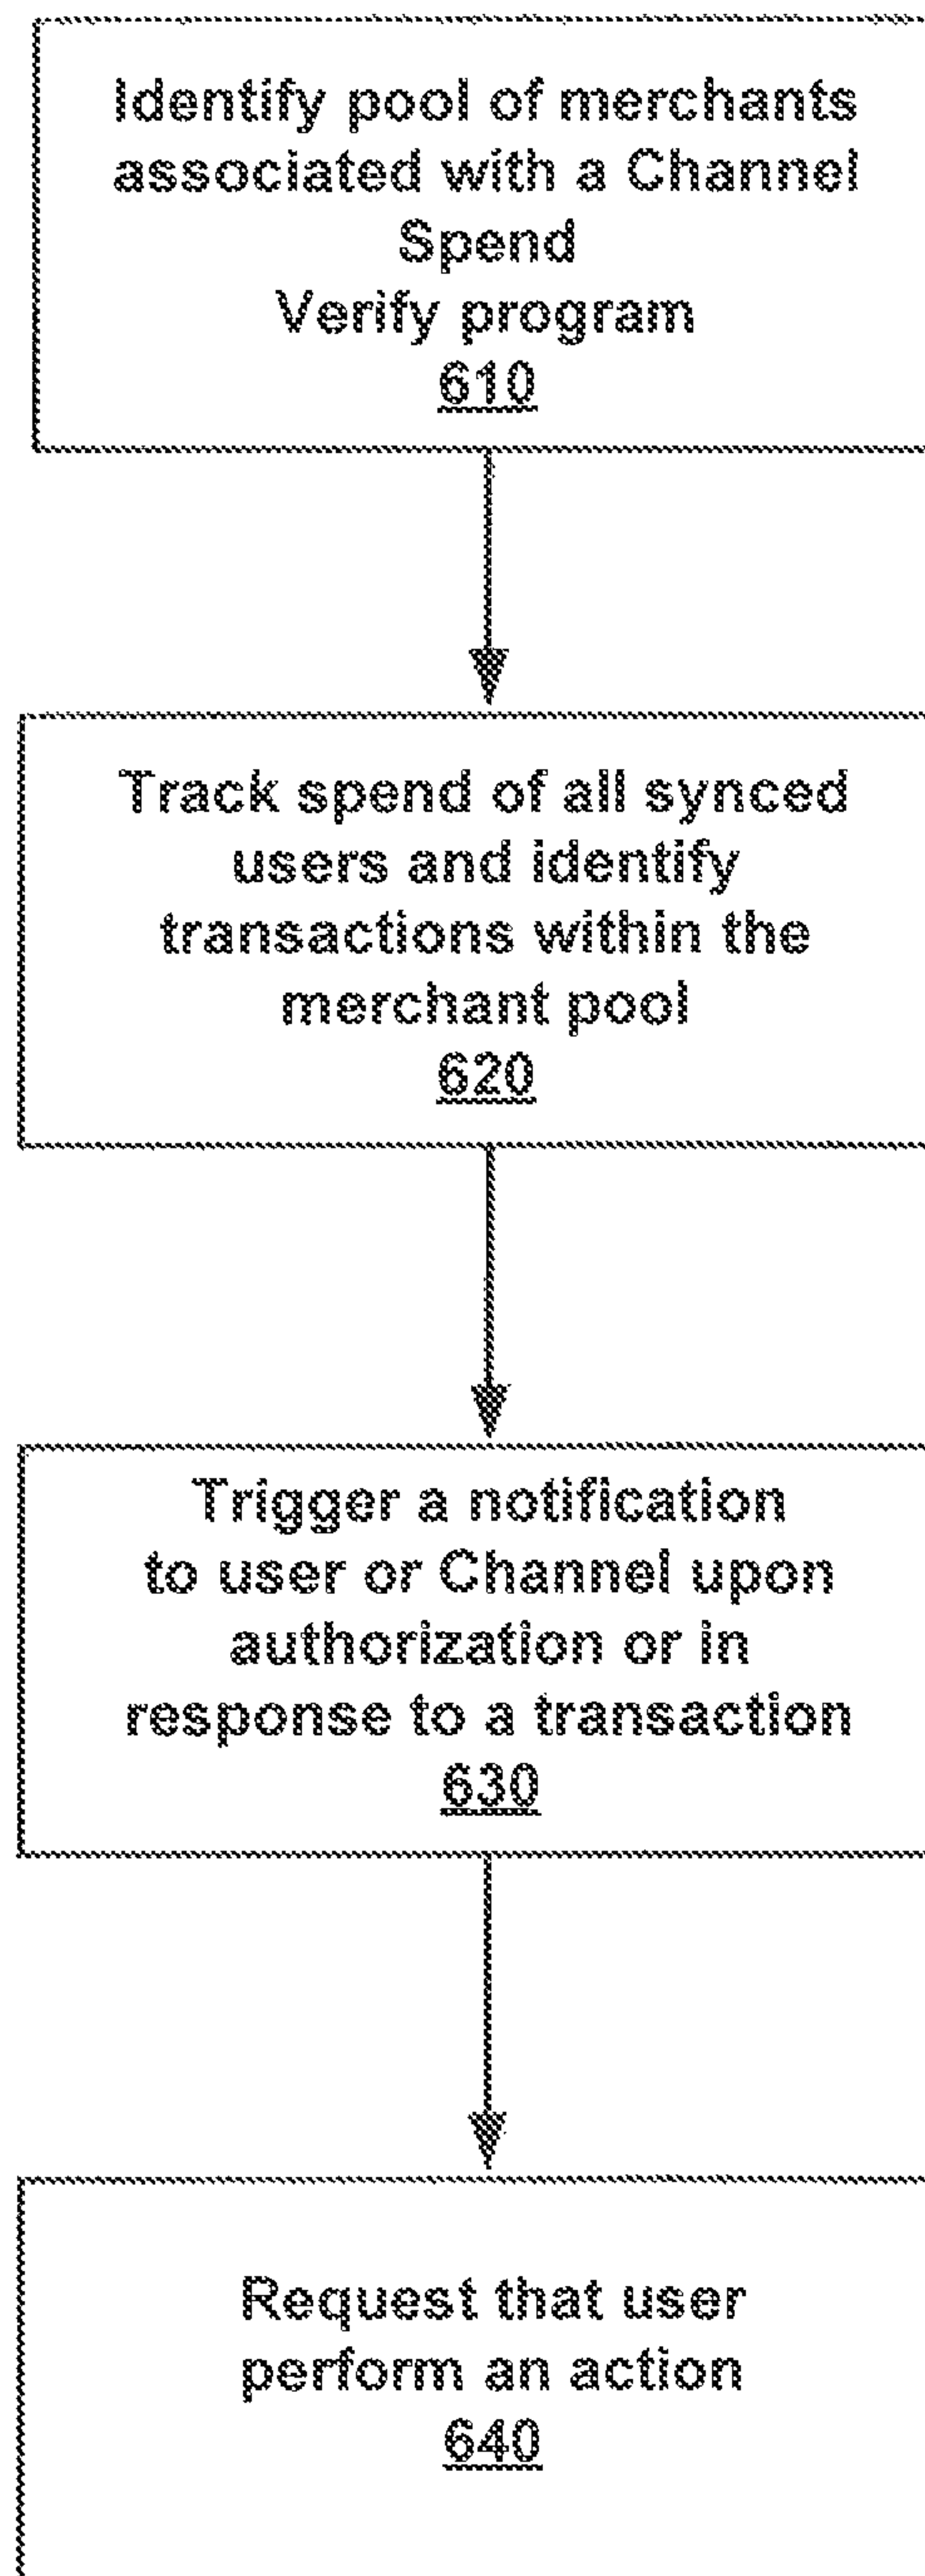 Identify pool of merchants
associated with a Channel
Spend
Verify program
610
Track spend of all synced
users and identify
transactions within the
merchant pool
620
Trigger a notification
to user or Channel upon
authorization or in
response to a transaction
630
Request that user
perform an action
640